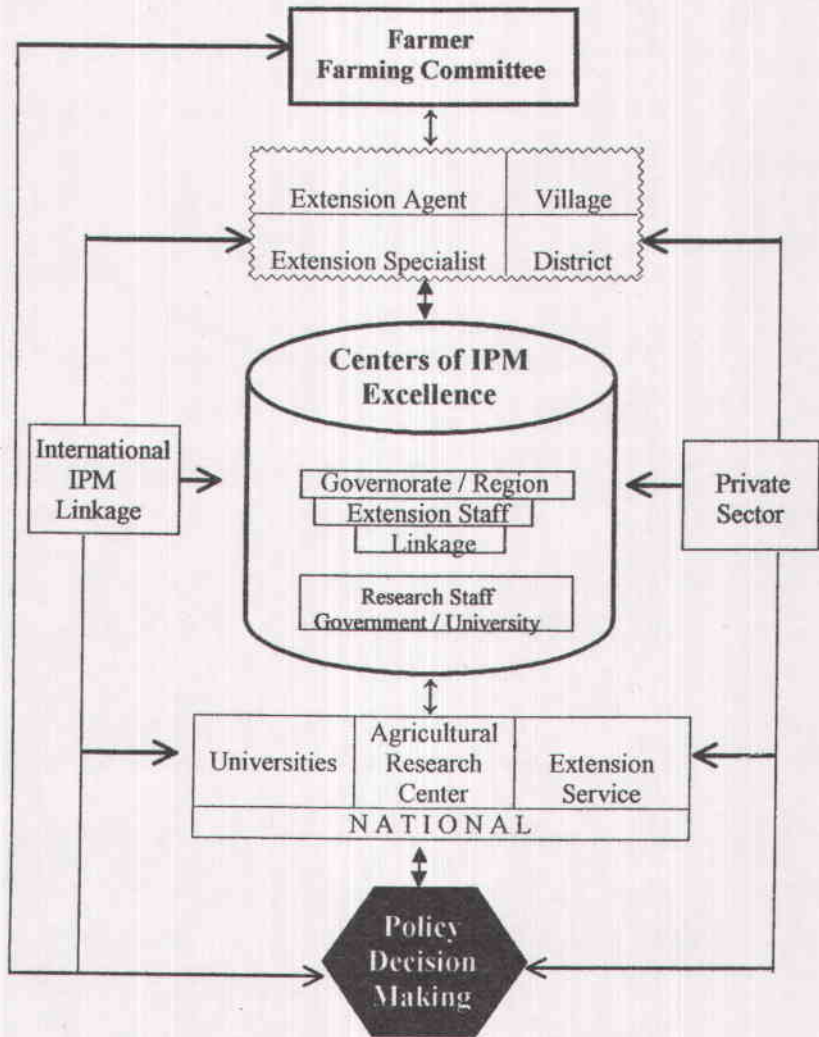 Farmer
Farming Committee
Extension Agent
Village
Extension Specialist
District
Centers of IPM
Excellence
International
IPM
Linkage
Governorate / Region
Extension Staff
Linkage
Research Staff
Government / University
Private
Sector
Universities
Agricultural
Research
Center
Extension
Service
NATIONAL
Policy
Decision
Making